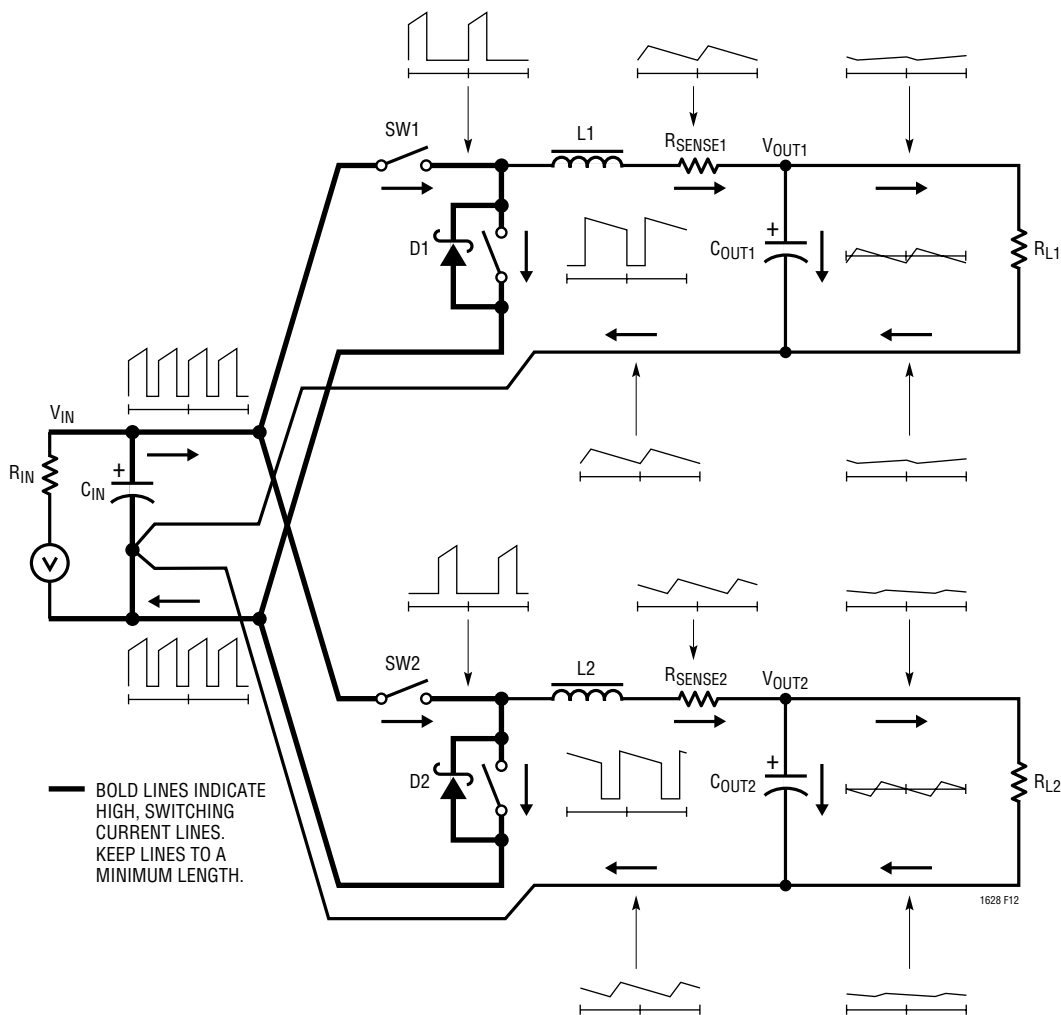 SW1
L1
RSENSE1
VOUT1
D1
COUT1
+
RL1
VIN
RIN
CIN
+
V
SW2
L2
RSENSE2
VOUT2
D2
COUT2
+
RL2
BOLD LINES INDICATE
HIGH, SWITCHING
CURRENT LINES.
KEEP LINES TO A
MINIMUM LENGTH.
1628 F12